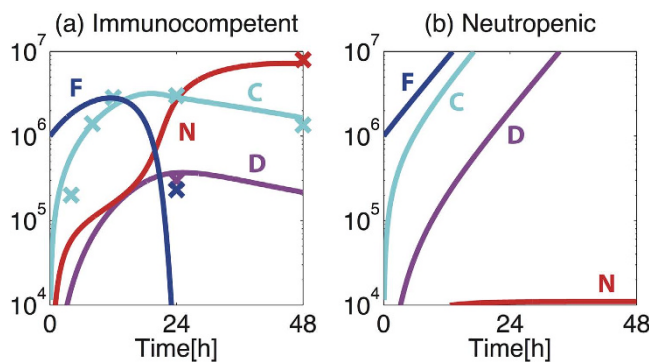 (a) Immunocompetent
(b) Neutropenic
10^7
10^6
10^5
10^4
F
C
N
D
0
24
48
Time[h]
10^7
10^6
10^5
10^4
F
C
D
N
0
24
48
Time[h]